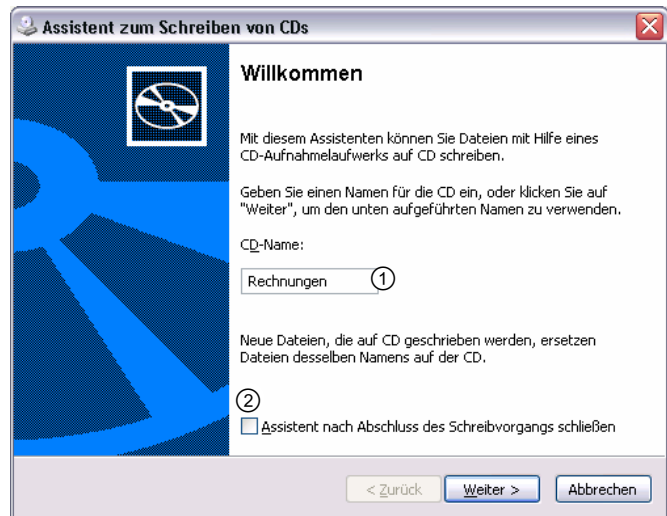 Assistent zum Schreiben von CDs
Willkommen
Mit diesem Assistenten können Sie Dateien mit Hilfe eines
CD-Aufnahmelaufwerks auf CD schreiben.
Geben Sie einen Namen für die CD ein, oder klicken Sie auf
"Weiter", um den unten aufgeführten Namen zu verwenden.
CD-Name:
Rechnungen ①
Neue Dateien, die auf CD geschrieben werden, ersetzen
Dateien desselben Namens auf der CD.
②
Assistent nach Abschluss des Schreibvorgangs schließen
< Zurück Weiter > Abbrechen